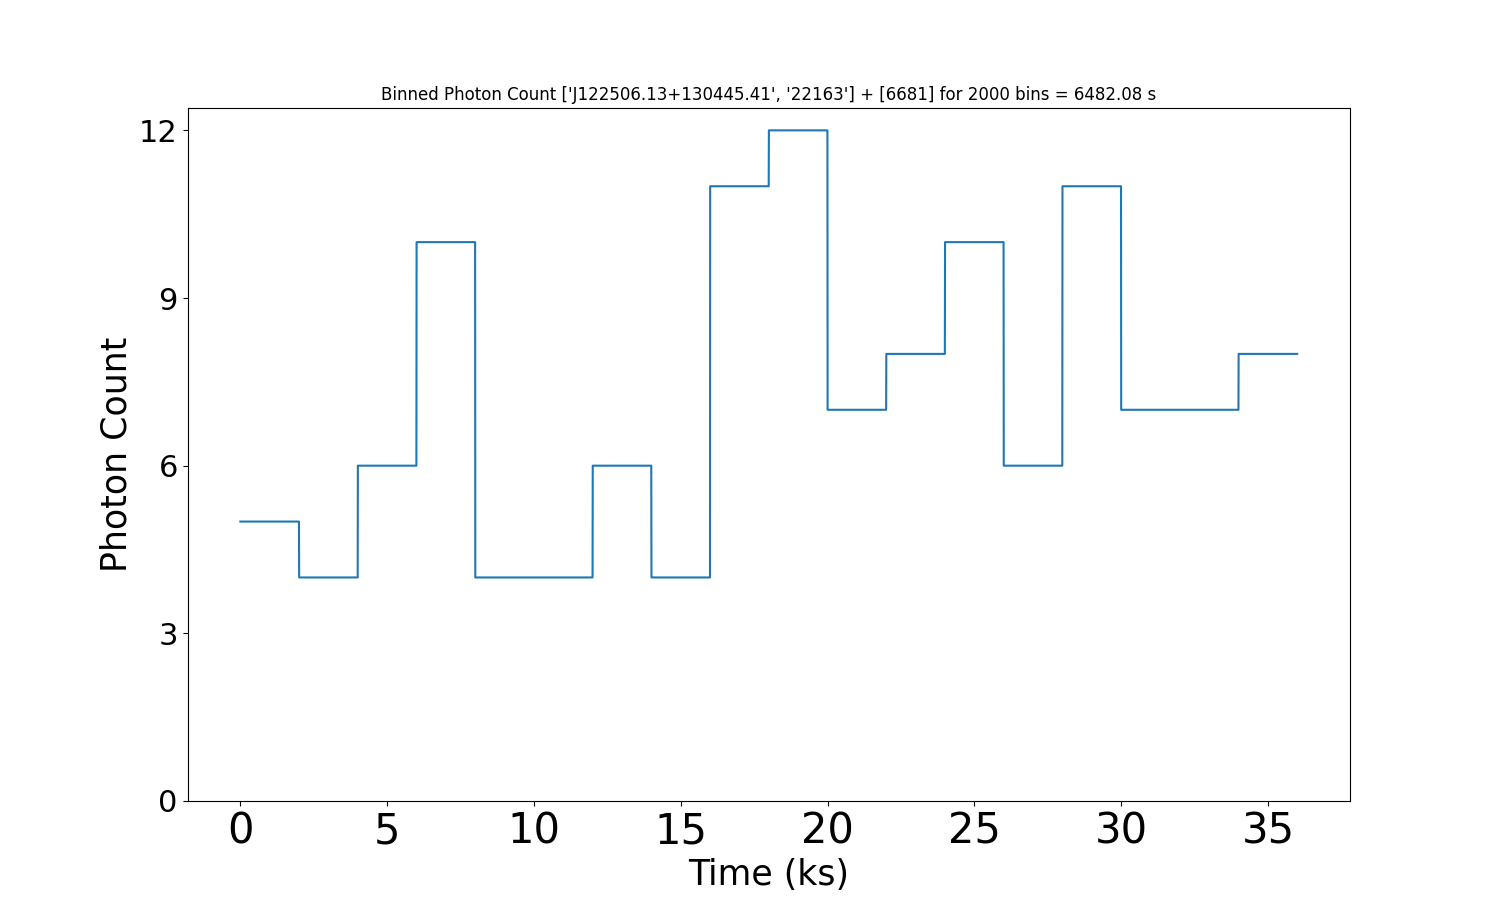 Binned Photon Count ['J122506.13+130445.41', '22163'] + [6681] for 2000 bins = 6482.08 s
12
9
6
3
0
Photon Count
0 5 10 15 20 25 30 35
Time (ks)